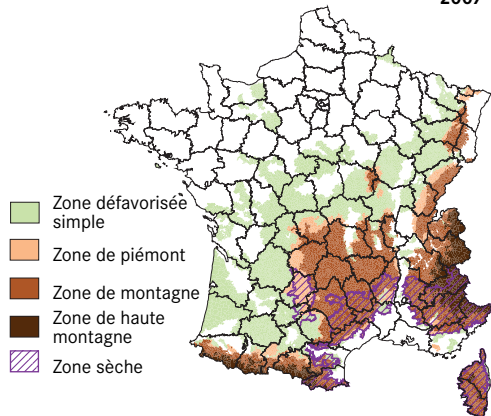 2007
Zone défavorisée
simple
Zone de piémont
Zone de montagne
Zone de haute
montagne
Zone sèche